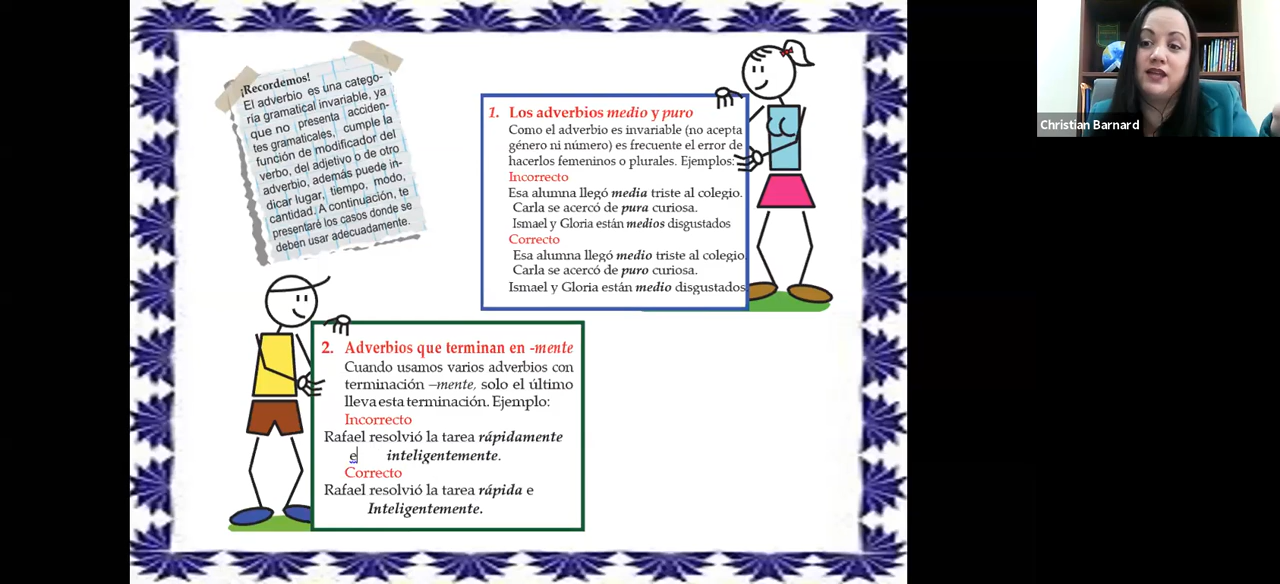 ¡Recordemos!
El adverbio es una catego-
ría gramatical invariable, ya
que no presenta acciden-
tes gramaticales, cumple la
función de modificador del
verbo, del adjetivo o de otro
adverbio, además puede in-
dicar lugar, tiempo, modo,
cantidad. A continuación, te
presentaré los casos donde se
deben usar adecuadamente.
1. Los adverbios medio y puro
Como el adverbio es invariable (no acepta
género ni número) es frecuente el error de
hacerlos femeninos o plurales. Ejemplos:
Incorrecto
Esa alumna llegó media triste al colegio.
Carla se acercó de pura curiosa.
Ismael y Gloria están medios disgustados
Correcto
Esa alumna llegó medio triste al colegio.
Carla se acercó de puro curiosa.
Ismael y Gloria están medio disgustados
2. Adverbios que terminan en -mente
Cuando usamos varios adverbios con
terminación –mente, solo el último
lleva esta terminación. Ejemplo:
Incorrecto
Rafael resolvió la tarea rápidamente
e inteligentemente.
Correcto
Rafael resolvió la tarea rápida e
Inteligentemente.
Christian Barnard